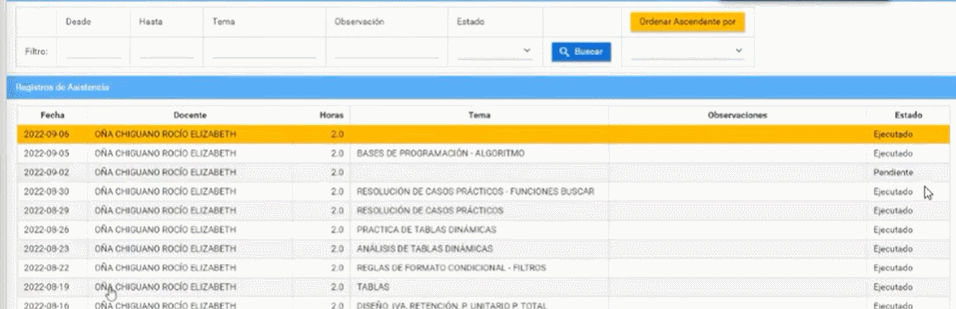 Desde Hasta Tema Observación Estado Ordenar Ascendente por
Filtro: Buscar
Registros de Asistencia
Fecha Docente Horas Tema Observaciones Estado
2022-09-06 OÑA CHIGUANO ROCÍO ELIZABETH 2.0 Ejecutado
2022-09-05 OÑA CHIGUANO ROCÍO ELIZABETH 2.0 BASES DE PROGRAMACIÓN - ALGORITMO Ejecutado
2022-09-02 OÑA CHIGUANO ROCÍO ELIZABETH 2.0 Pendiente
2022-08-30 OÑA CHIGUANO ROCÍO ELIZABETH 2.0 RESOLUCIÓN DE CASOS PRÁCTICOS - FUNCIONES BUSCAR Ejecutado
2022-08-29 OÑA CHIGUANO ROCÍO ELIZABETH 2.0 RESOLUCIÓN DE CASOS PRÁCTICOS Ejecutado
2022-08-26 OÑA CHIGUANO ROCÍO ELIZABETH 2.0 PRACTICA DE TABLAS DINÁMICAS Ejecutado
2022-08-23 OÑA CHIGUANO ROCÍO ELIZABETH 2.0 ANÁLISIS DE TABLAS DINÁMICAS Ejecutado
2022-08-22 OÑA CHIGUANO ROCÍO ELIZABETH 2.0 REGLAS DE FORMATO CONDICIONAL - FILTROS Ejecutado
2022-08-19 OÑA CHIGUANO ROCÍO ELIZABETH 2.0 TABLAS Ejecutado
2022-08-16 OÑA CHIGUANO ROCÍO ELIZABETH 2.0 DISEÑO, IVA, RETENCIÓN, P. UNITARIO P. TOTAL Ejecutado